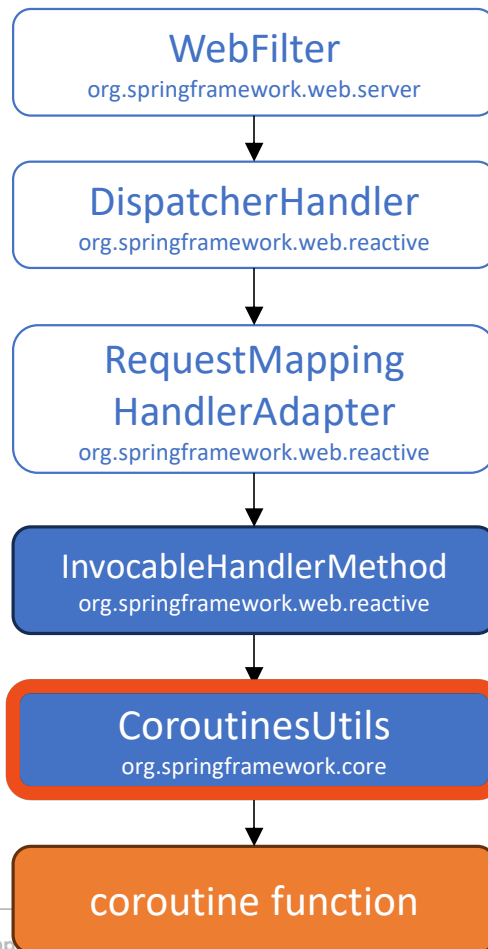 WebFilter
org.springframework.web.server
DispatcherHandler
org.springframework.web.reactive
RequestMapping
HandlerAdapter
org.springframework.web.reactive
InvocableHandlerMethod
org.springframework.web.reactive
CoroutinesUtils
org.springframework.core
coroutine function